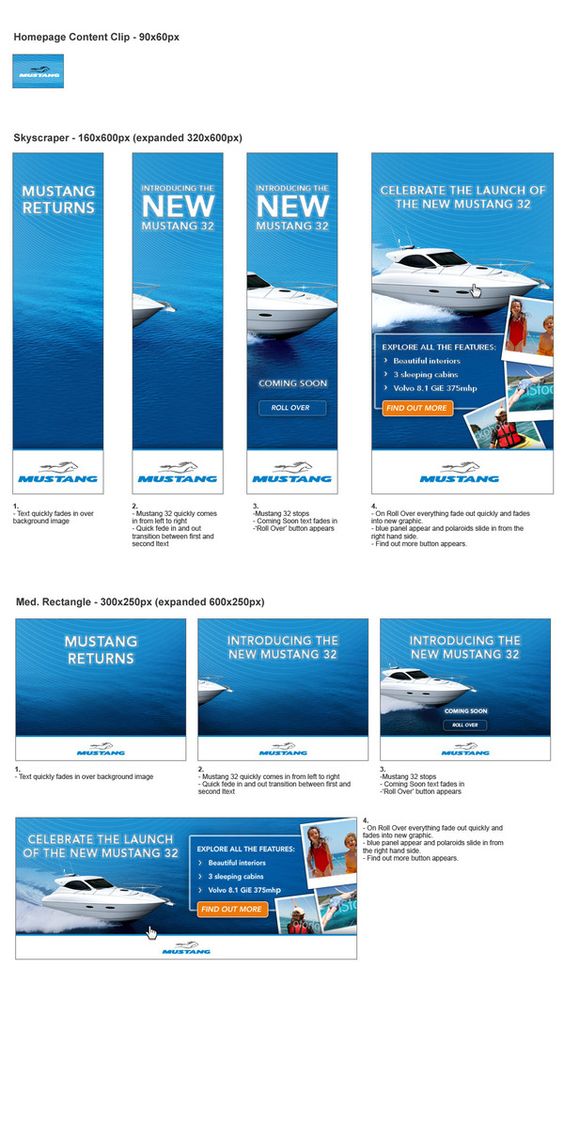 Homepage Content Clip - 90x60px
MUSTANG
Skyscraper - 160x600px (expanded 320x600px)
MUSTANG
RETURNS
MUSTANG
INTRODUCING THE
NEW
MUSTANG 32
MUSTANG
INTRODUCING THE
NEW
MUSTANG 32
COMING SOON
ROLL OVER
MUSTANG
CELEBRATE THE LAUNCH OF
THE NEW MUSTANG 32
EXPLORE ALL THE FEATURES:
› Beautiful interiors
› 3 sleeping cabins
› Volvo 8.1 GiE 375mhp
FIND OUT MORE
MUSTANG
1.
- Text quickly fades in over
background image
2.
- Mustang 32 quickly comes
in from left to right
- Quick fede in and out
transition between first and
second ltext
3.
-Mustang 32 stops
- Coming Soon text fades in
-'Roll Over' button appears
4.
- On Roll Over everything fade out quickly and fades
into new graphic.
- blue panel appear and polaroids slide in from the
right hand side.
- Find out more button appears.
Med. Rectangle - 300x250px (expanded 600x250px)
MUSTANG
RETURNS
MUSTANG
INTRODUCING THE
NEW MUSTANG 32
MUSTANG
INTRODUCING THE
NEW MUSTANG 32
COMING SOON
ROLL OVER
MUSTANG
1.
- Text quickly fades in over background image
2.
- Mustang 32 quickly comes in from left to right
- Quick fede in and out transition between first and
second ltext
3.
-Mustang 32 stops
- Coming Soon text fades in
-'Roll Over' button appears
CELEBRATE THE LAUNCH
OF THE NEW MUSTANG 32
EXPLORE ALL THE FEATURES:
› Beautiful interiors
› 3 sleeping cabins
› Volvo 8.1 GiE 375mhp
FIND OUT MORE
MUSTANG
4.
- On Roll Over everything fade out quickly and
fades into new graphic.
- blue panel appear and polaroids slide in from
the right hand side.
- Find out more button appears.